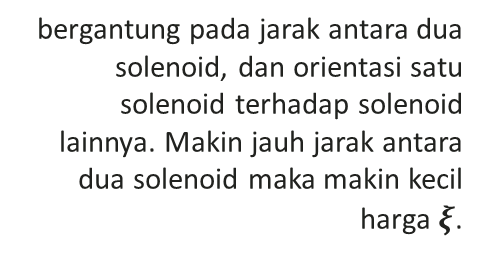 bergantung pada jarak antara dua
solenoid, dan orientasi satu
solenoid terhadap solenoid
lainnya. Makin jauh jarak antara
dua solenoid maka makin kecil
harga ξ.